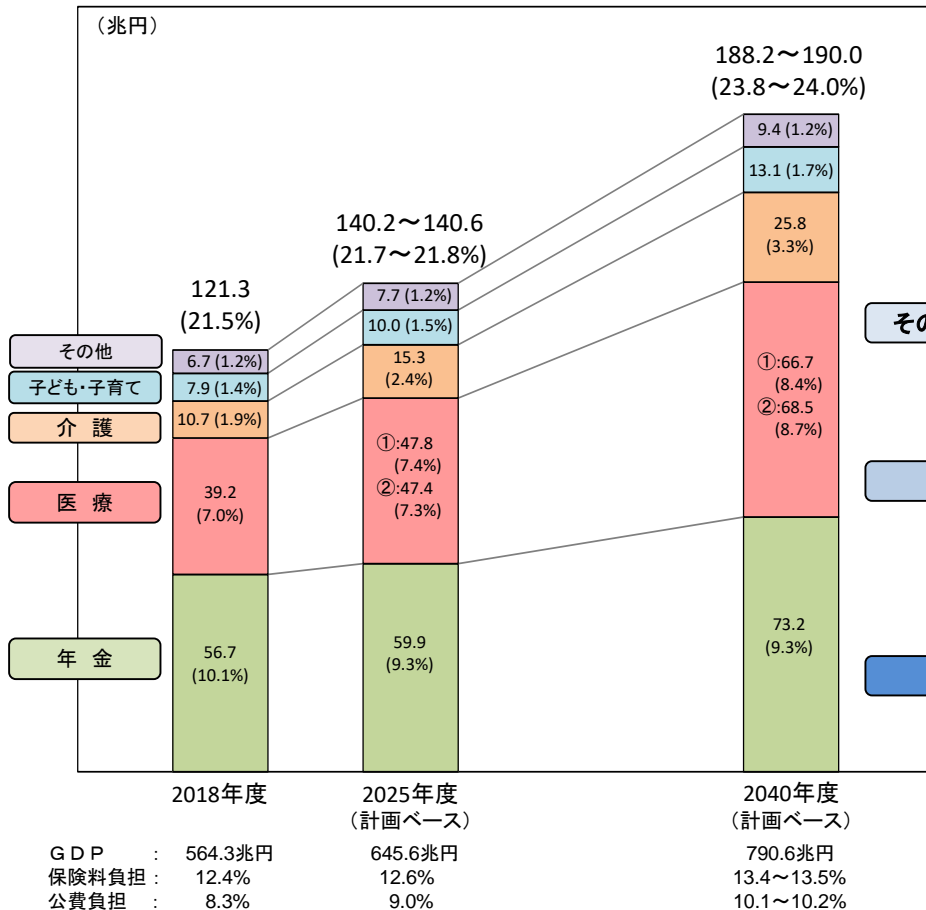 （兆円）
188.2～190.0
(23.8～24.0%)
9.4 (1.2%)
13.1 (1.7%)
25.8
(3.3%)
①:66.7
(8.4%)
②:68.5
(8.7%)
73.2
(9.3%)
140.2～140.6
(21.7～21.8%)
7.7 (1.2%)
10.0 (1.5%)
15.3
(2.4%)
①:47.8
(7.4%)
②:47.4
(7.3%)
59.9
(9.3%)
121.3
(21.5%)
6.7 (1.2%)
7.9 (1.4%)
10.7 (1.9%)
39.2
(7.0%)
56.7
(10.1%)
その他
子ども・子育て
介 護
医 療
年 金
その
2018年度 2025年度 2040年度
（計画ベース） （計画ベース）
ＧＤＰ : 564.3兆円 645.6兆円 790.6兆円
保険料負担 : 12.4% 12.6% 13.4～13.5%
公費負担 : 8.3% 9.0% 10.1～10.2%